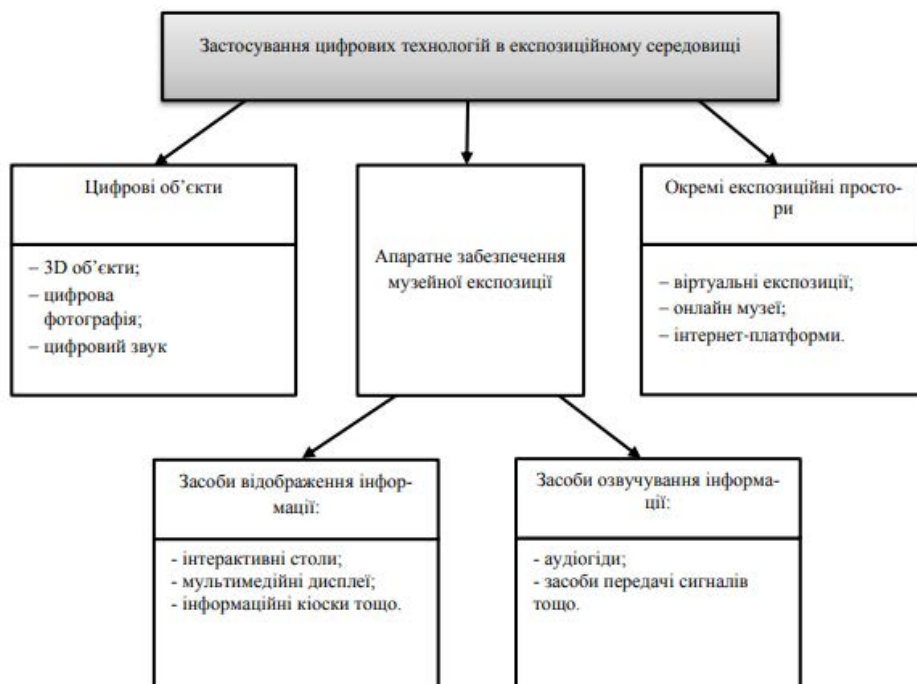 Застосування цифрових технологій в експозиційному середовищі
Цифрові об’єкти
– 3D об’єкти;
– цифрова
фотографія;
– цифровий звук
Апаратне забезпечення
музейної експозиції
Окремі експозиційні просто-
ри
– віртуальні експозиції;
– онлайн музеї;
– інтернет-платформи.
Засоби відображення інфор-
мації:
- інтерактивні столи;
- мультимедійні дисплеї;
- інформаційні кіоски тощо.
Засоби озвучування інформа-
ції:
- аудіогіди;
- засоби передачі сигналів
тощо.